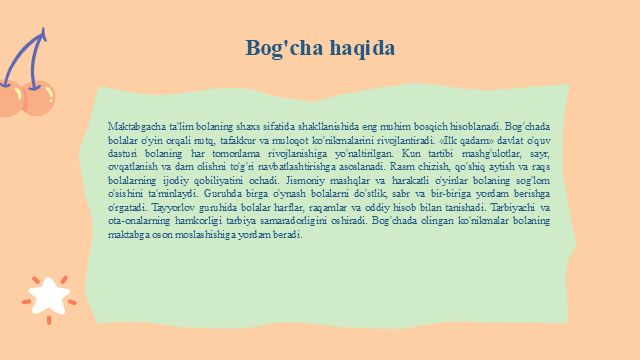 Bog'cha haqida
Maktabgacha ta'lim bolaning shaxs sifatida shakllanishida eng muhim bosqich hisoblanadi. Bog'chada
bolalar o'yin orqali nutq, tafakkur va muloqot ko'nikmalarini rivojlantiradi. «Ilk qadam» davlat o'quv
dasturi bolaning har tomonlama rivojlanishiga yo'naltirilgan. Kun tartibi mashg'ulotlar, sayr,
ovqatlanish va dam olishni to'g'ri navbatlashtirishga asoslanadi. Rasm chizish, qo'shiq aytish va raqs
bolalarning ijodiy qobiliyatini ochadi. Jismoniy mashqlar va harakatli o'yinlar bolaning sog'lom
o'sishini ta'minlaydi. Guruhda birga o'ynash bolalarni do'stlik, sabr va bir-biriga yordam berishga
o'rgatadi. Tayyorlov guruhida bolalar harflar, raqamlar va oddiy hisob bilan tanishadi. Tarbiyachi va
ota-onalarning hamkorligi tarbiya samaradorligini oshiradi. Bog'chada olingan ko'nikmalar bolaning
maktabga oson moslashishiga yordam beradi.